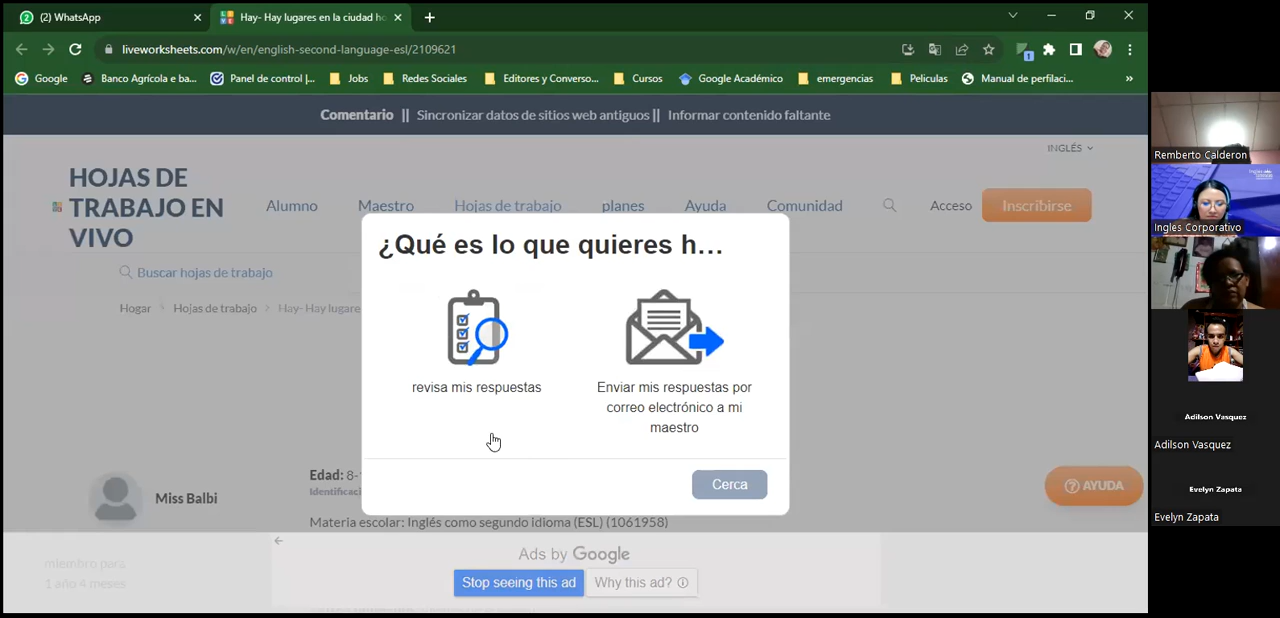 (2) WhatsApp
Hay- Hay lugares en la ciudad ho
liveworksheets.com/w/en/english-second-language-esl/2109621
1
Google
Banco Agrícola e ba...
Panel de control |...
Jobs
Redes Sociales
Editores y Converso...
Cursos
Google Académico
emergencias
Peliculas
Manual de perfilaci...
»
Comentario || Sincronizar datos de sitios web antiguos || Informar contenido faltante
INGLÉS
HOJAS DE
TRABAJO EN
VIVO
Alumno
Maestro
Hojas de trabajo
planes
Ayuda
Comunidad
Acceso
Inscribirse
Buscar hojas de trabajo
Hogar
Hojas de trabajo
Hay- Hay lugare
¿Qué es lo que quieres h...
revisa mis respuestas
Enviar mis respuestas por
correo electrónico a mi
maestro
Cerca
Miss Balbi
Edad: 8-
Identificaci
Materia escolar: Inglés como segundo idioma (ESL) (1061958)
AYUDA
miembro para
1 año 4 meses
Ads by Google
Stop seeing this ad
Why this ad?
Remberto Calderon
Inglés Corporativo
Adilson Vasquez
Adilson Vasquez
Evelyn Zapata
Evelyn Zapata